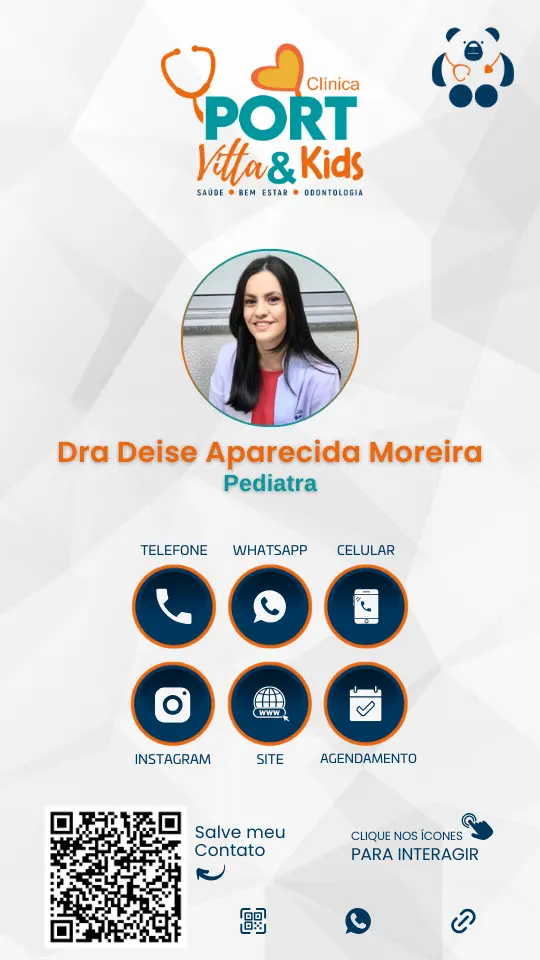 Clínica
PORT
Vitta & Kids
SAÚDE • BEM ESTAR • ODONTOLOGIA
Dra Deise Aparecida Moreira
Pediatra
TELEFONE WHATSAPP CELULAR
WWW
INSTAGRAM SITE AGENDAMENTO
Salve meu
Contato
CLIQUE NOS ÍCONES
PARA INTERAGIR